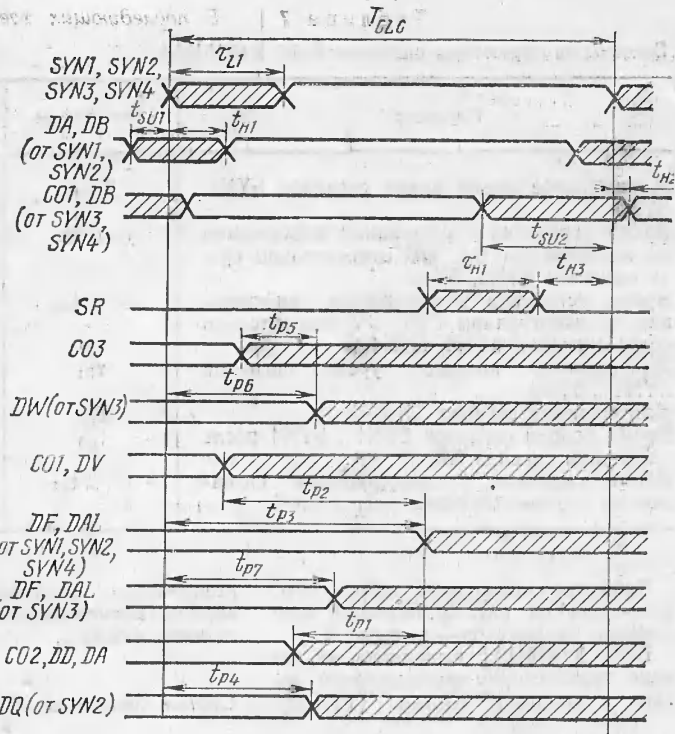 T_CLC
SYN1, SYN2,
SYN3, SYN4
τ_L1
t_SU1
t_H1
DA, DB
(от SYN1,
SYN2)
t_H2
CO1, DB
(от SYN3,
SYN4)
t_SU2
τ_H1
t_H3
SR
t_P5
CO3
t_P6
DW(от SYN3)
CO1, DV
t_P2
t_P3
DF, DAL
от SYN1, SYN2,
SYN4)
t_P7
DF, DAL
от SYN3)
t_P1
CO2, DD, DA
t_P4
DQ(от SYN2)